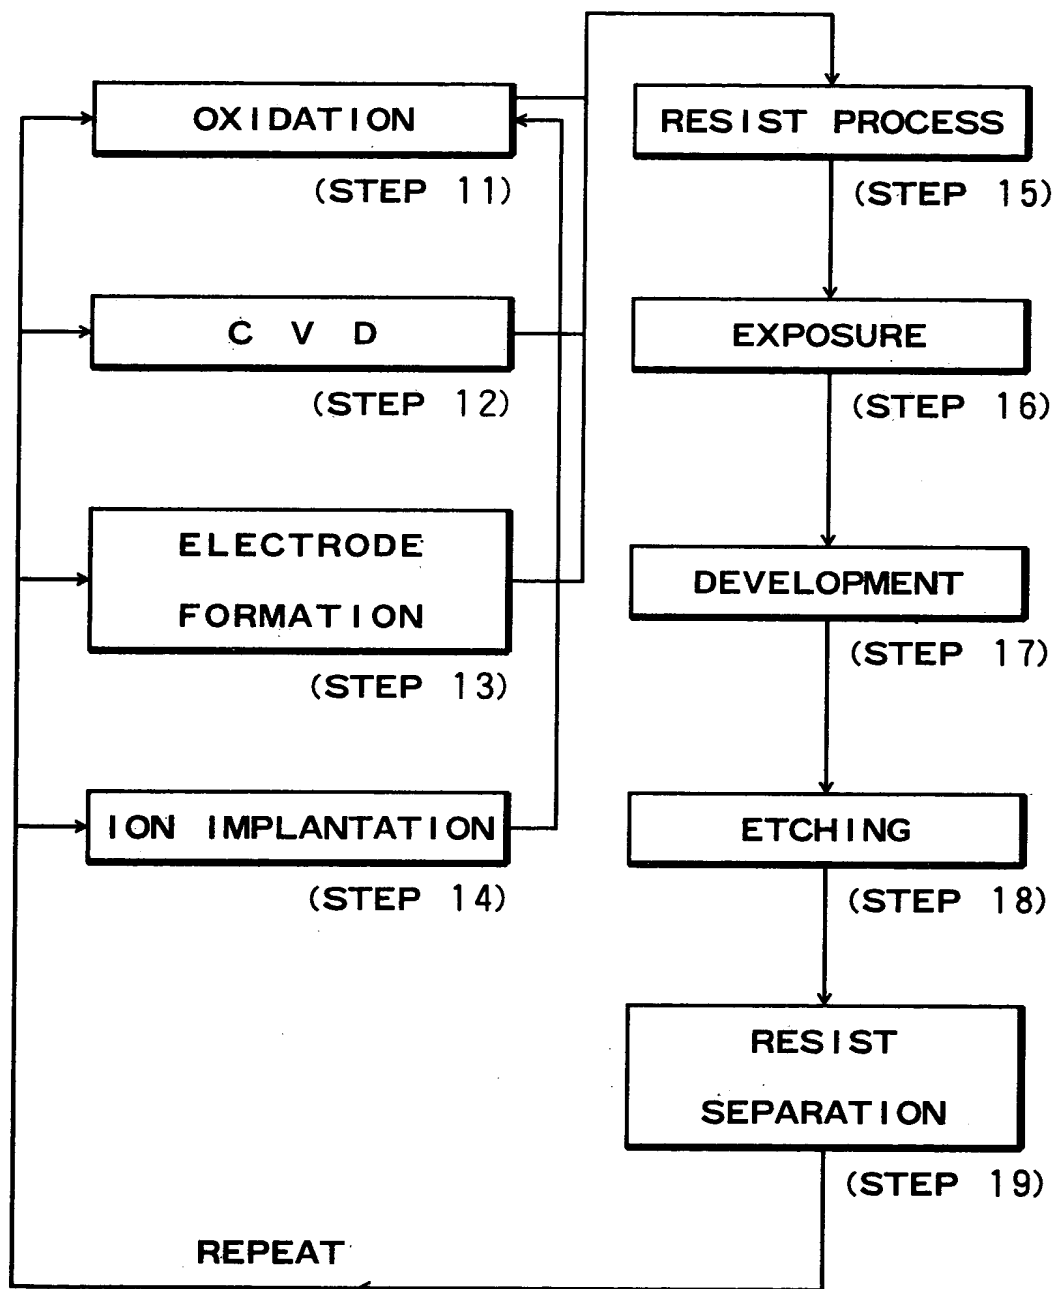 OXIDATION
(STEP 11)
C V D
(STEP 12)
ELECTRODE
FORMATION
(STEP 13)
ION IMPLANTATION
(STEP 14)
RESIST PROCESS
(STEP 15)
EXPOSURE
(STEP 16)
DEVELOPMENT
(STEP 17)
ETCHING
(STEP 18)
RESIST
SEPARATION
(STEP 19)
REPEAT